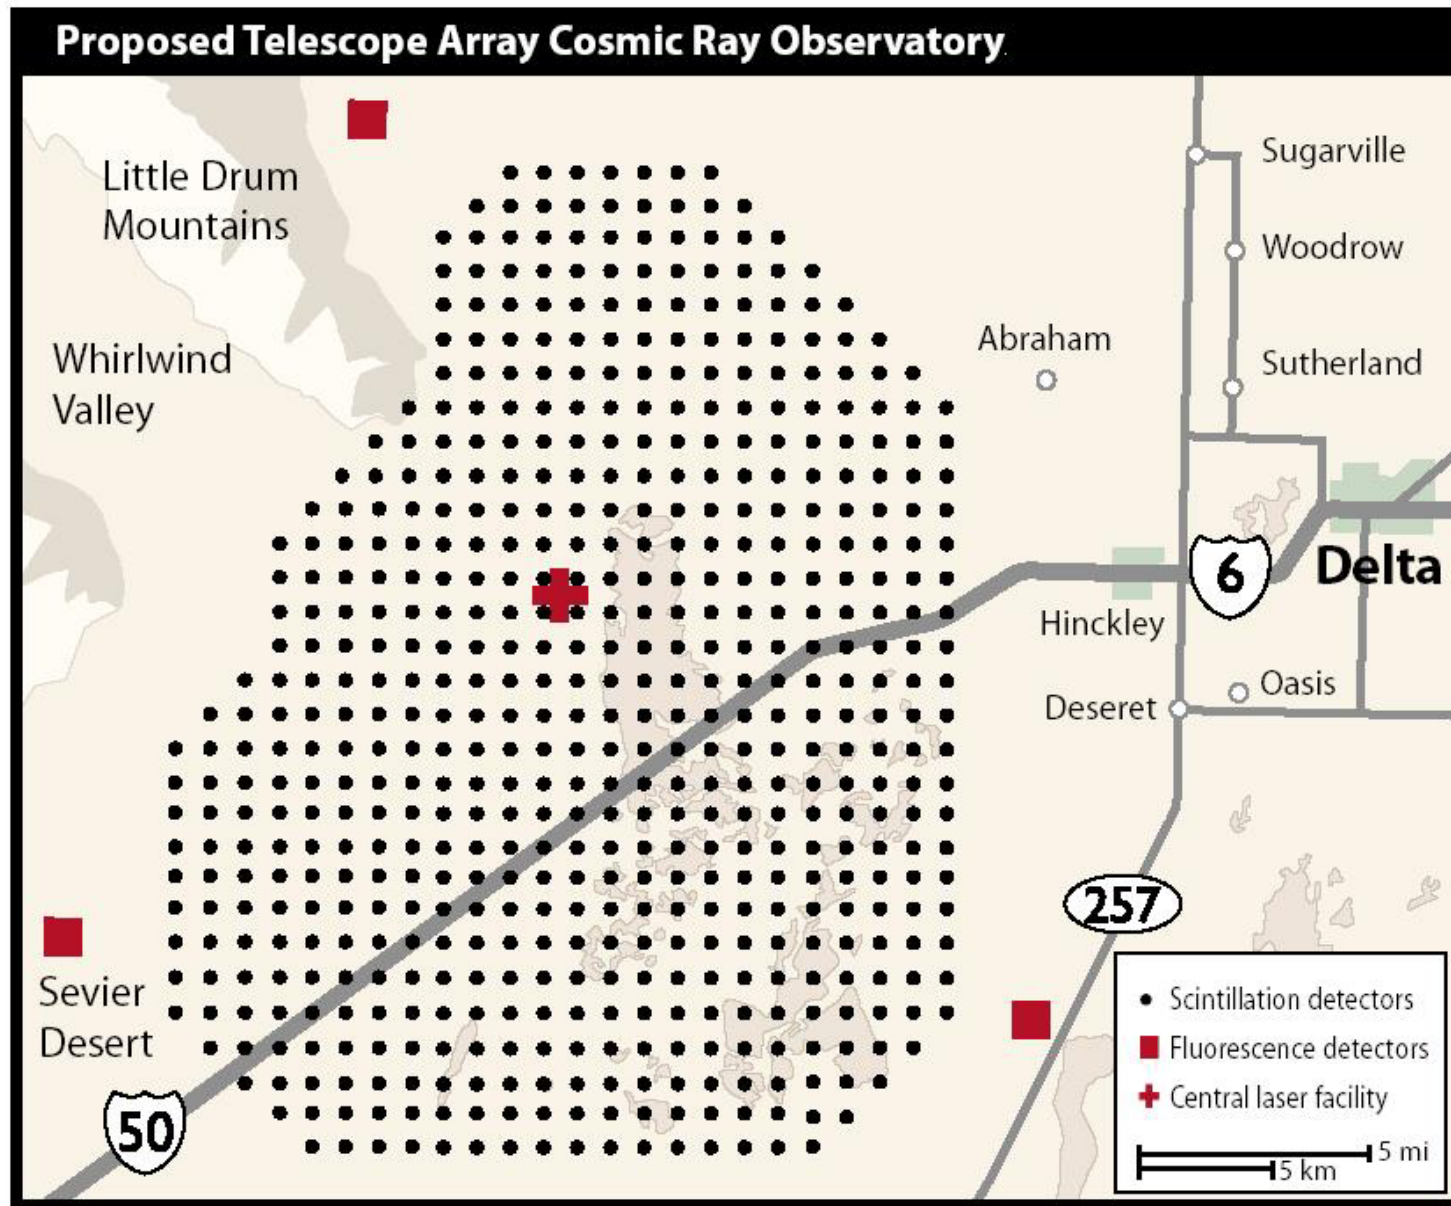 Proposed Telescope Array Cosmic Ray Observatory.
Little Drum
Mountains
Whirlwind
Valley
Sugarville
Woodrow
Abraham
Sutherland
6
Delta
Hinckley
Oasis
Deseret
257
Sevier
Desert
50
Scintillation detectors
Fluorescence detectors
Central laser facility
5 mi
5 km